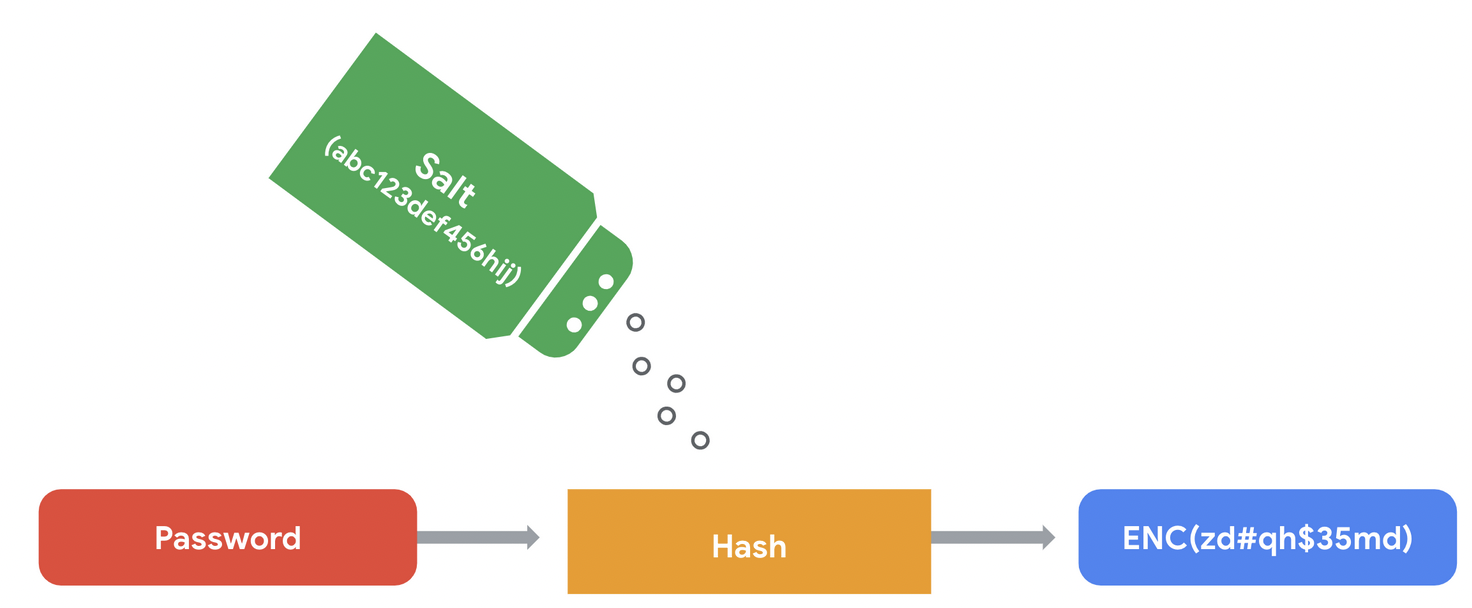 Salt
(abc123def456hij)
Password
Hash
ENC(zd#qh$35md)